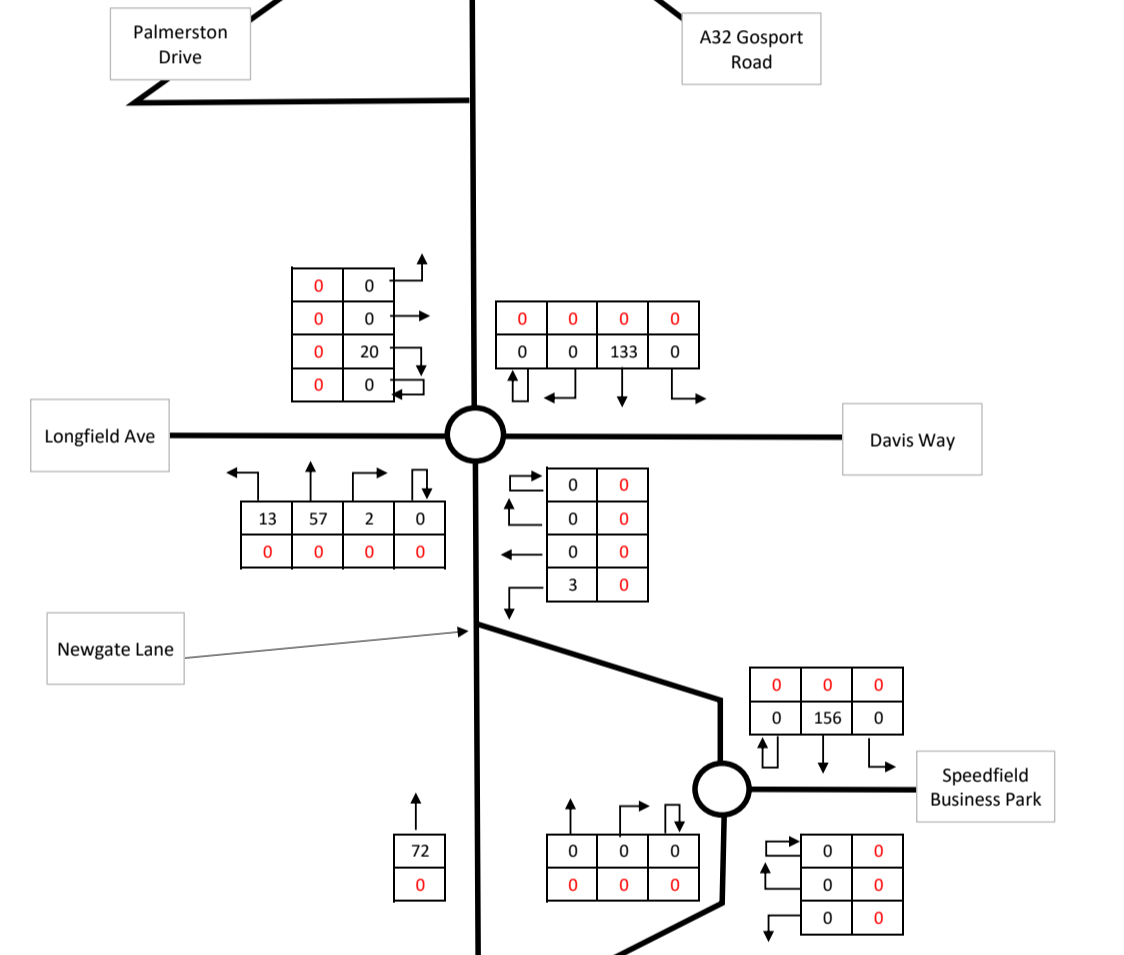 Palmerston
Drive
A32 Gosport
Road
0 0
0 0
0 20
0 0
0 0 0 0
0 0 133 0
Longfield Ave
Davis Way
13 57 2 0
0 0 0 0
0 0
0 0
0 0
3 0
Newgate Lane
0 0 0
0 156 0
Speedfield
Business Park
72
0
0 0 0
0 0 0
0 0
0 0
0 0